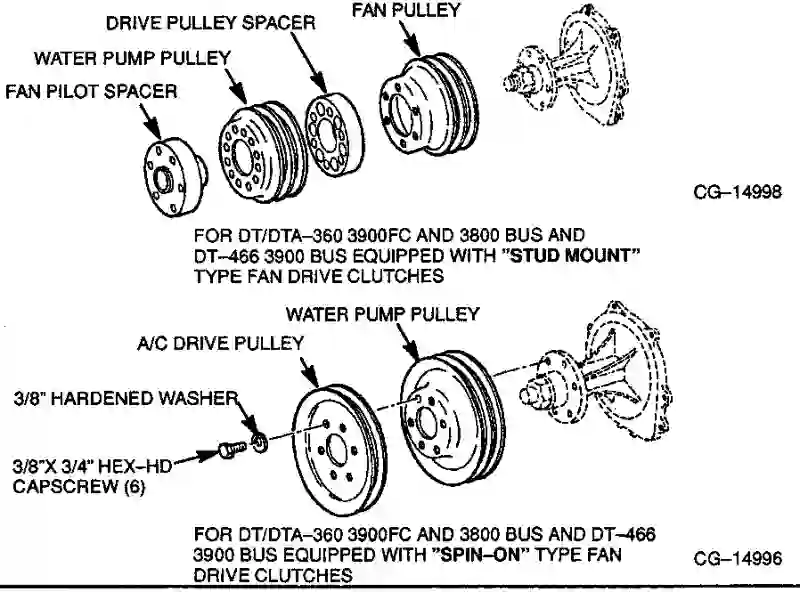 FAN PULLEY
DRIVE PULLEY SPACER
WATER PUMP PULLEY
FAN PILOT SPACER
CG–14998
FOR DT/DTA–360 3900FC AND 3800 BUS AND
DT–466 3900 BUS EQUIPPED WITH "STUD MOUNT"
TYPE FAN DRIVE CLUTCHES
WATER PUMP PULLEY
A/C DRIVE PULLEY
3/8" HARDENED WASHER
3/8"X 3/4" HEX–HD
CAPSCREW (6)
FOR DT/DTA–360 3900FC AND 3800 BUS AND DT–466
3900 BUS EQUIPPED WITH "SPIN–ON" TYPE FAN
DRIVE CLUTCHES
CG–14996